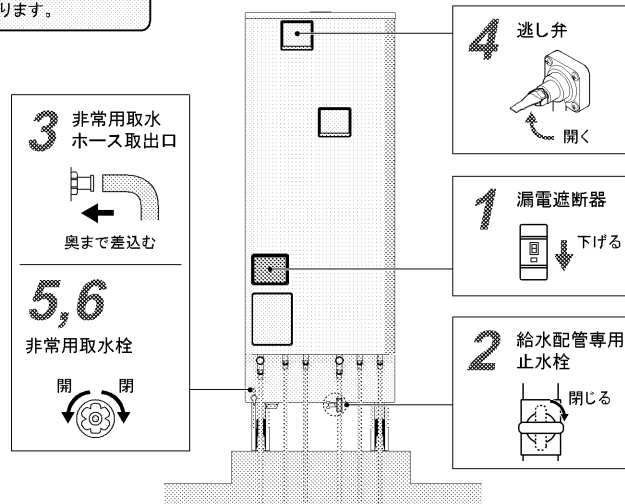 ります。
3 非常用取水
ホース取出口
奥まで差込む
5,6
非常用取水栓
開 閉
4 逃し弁
開く
1 漏電遮断器
下げる
2 給水配管専用
止水栓
閉じる